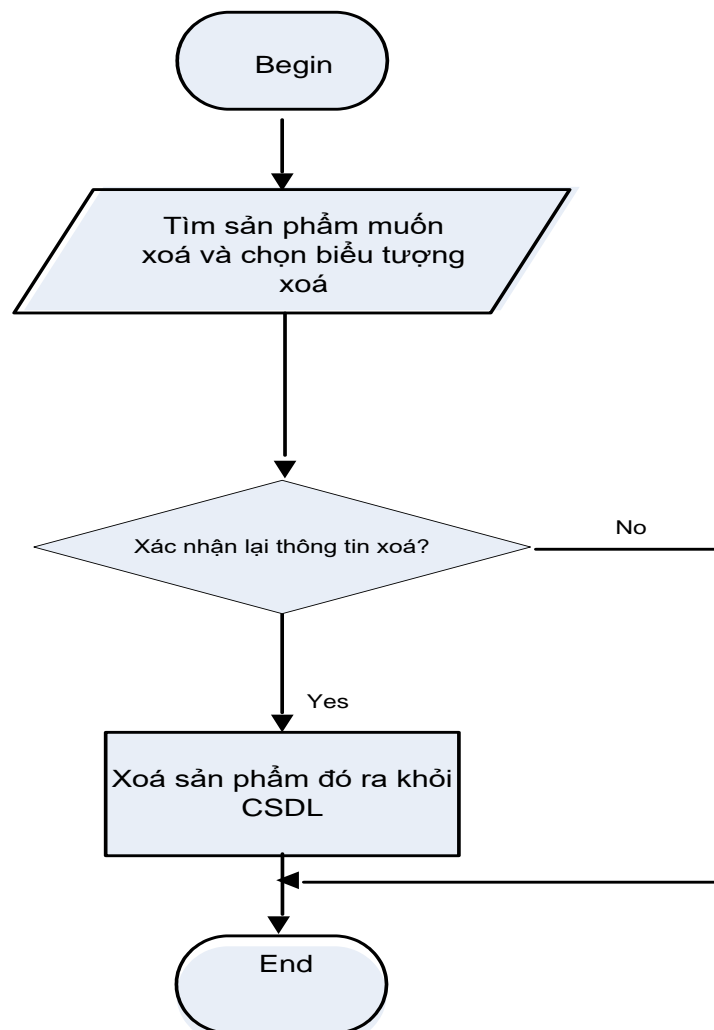 Begin
Tìm sản phẩm muốn
xoá và chọn biểu tượng
xoá
Xác nhận lại thông tin xoá?
No
Yes
Xoá sản phẩm đó ra khỏi
CSDL
End